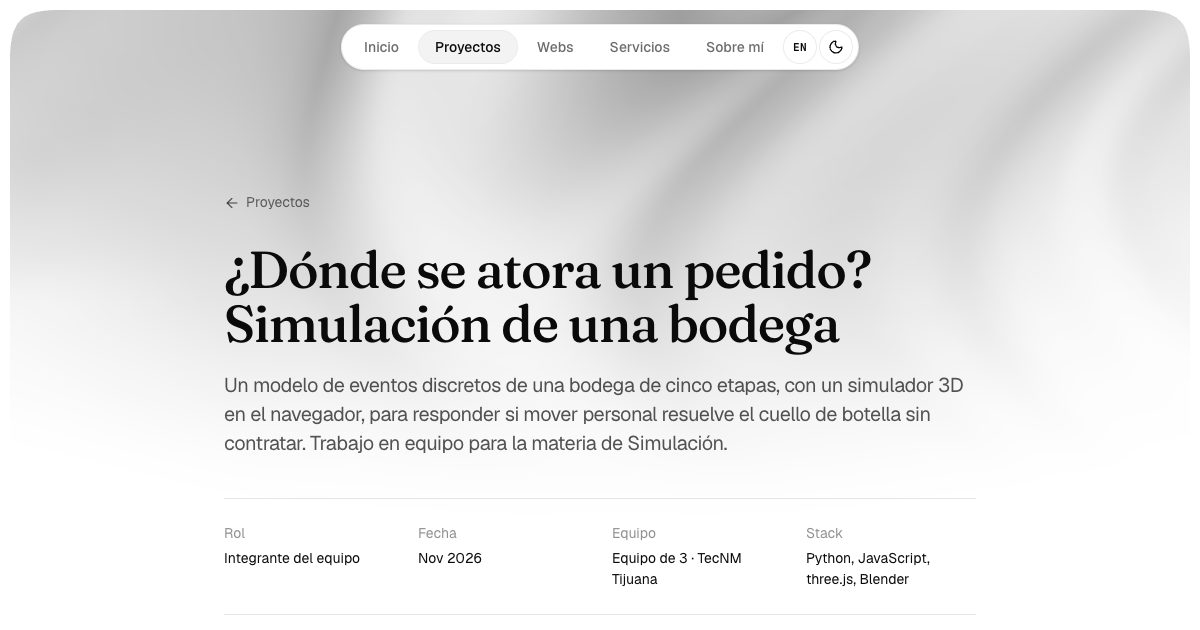 Inicio
Proyectos
Webs
Servicios
Sobre mí
EN
Proyectos
¿Dónde se atora un pedido?
Simulación de una bodega
Un modelo de eventos discretos de una bodega de cinco etapas, con un simulador 3D
en el navegador, para responder si mover personal resuelve el cuello de botella sin
contratar. Trabajo en equipo para la materia de Simulación.
Rol
Integrante del equipo
Fecha
Nov 2026
Equipo
Equipo de 3 · TecNM
Tijuana
Stack
Python, JavaScript,
three.js, Blender